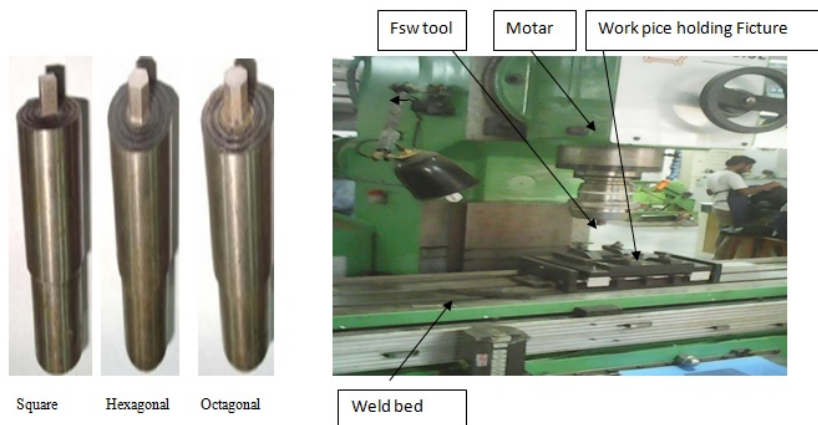 Fsw tool
Motar
Work pice holding Ficture
Square
Hexagonal
Octagonal
Weld bed